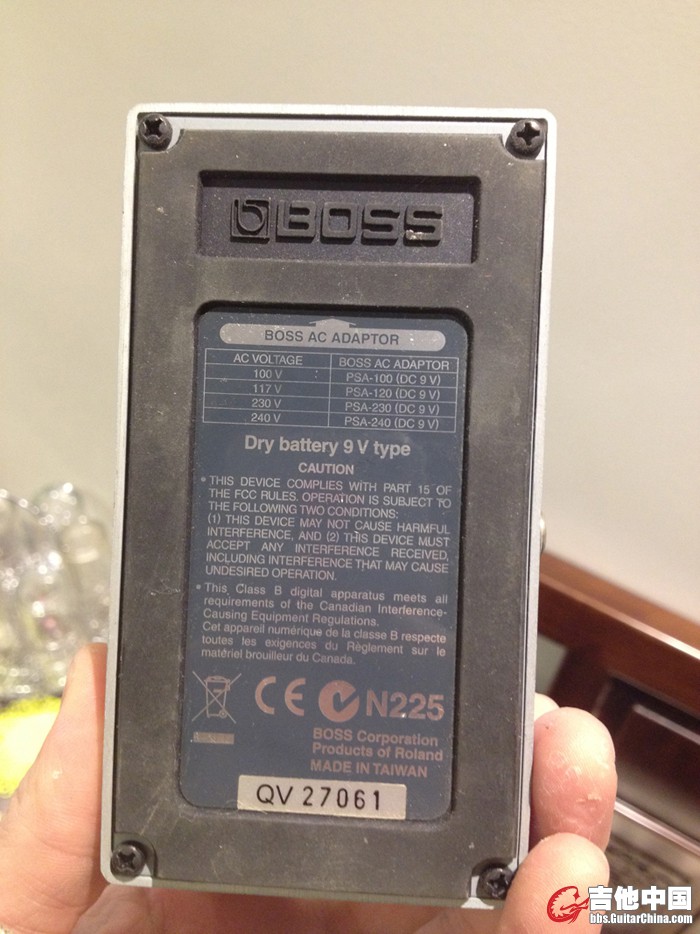 BOSS
BOSS AC ADAPTOR
AC VOLTAGE BOSS AC ADAPTOR
100 V PSA-100 (DC 9 V)
117 V PSA-120 (DC 9 V)
230 V PSA-230 (DC 9 V)
240 V PSA-240 (DC 9 V)
Dry battery 9 V type
CAUTION
* THIS DEVICE COMPLIES WITH PART 15 OF
THE FCC RULES. OPERATION IS SUBJECT TO
THE FOLLOWING TWO CONDITIONS:
(1) THIS DEVICE MAY NOT CAUSE HARMFUL
INTERFERENCE, AND (2) THIS DEVICE MUST
ACCEPT ANY INTERFERENCE RECEIVED,
INCLUDING INTERFERENCE THAT MAY CAUSE
UNDESIRED OPERATION.
* This Class B digital apparatus meets all
requirements of the Canadian Interference-
Causing Equipment Regulations.
Cet appareil numérique de la classe B respecte
toutes les exigences du Règlement sur le
matériel brouilleur du Canada.
CE N225
BOSS Corporation
Products of Roland
MADE IN TAIWAN
QV 27061
吉他中国
bbs.GuitarChina.com